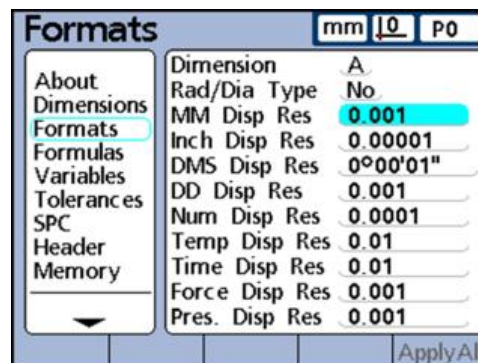 Formats
mm 0 P0
About
Dimensions
Formats
Formulas
Variables
Tolerances
SPC
Header
Memory
Dimension A
Rad/Dia Type No
MM Disp Res 0.001
Inch Disp Res 0.00001
DMS Disp Res 0°00'01"
DD Disp Res 0.001
Num Disp Res 0.0001
Temp Disp Res 0.01
Time Disp Res 0.01
Force Disp Res 0.001
Pres. Disp Res 0.001